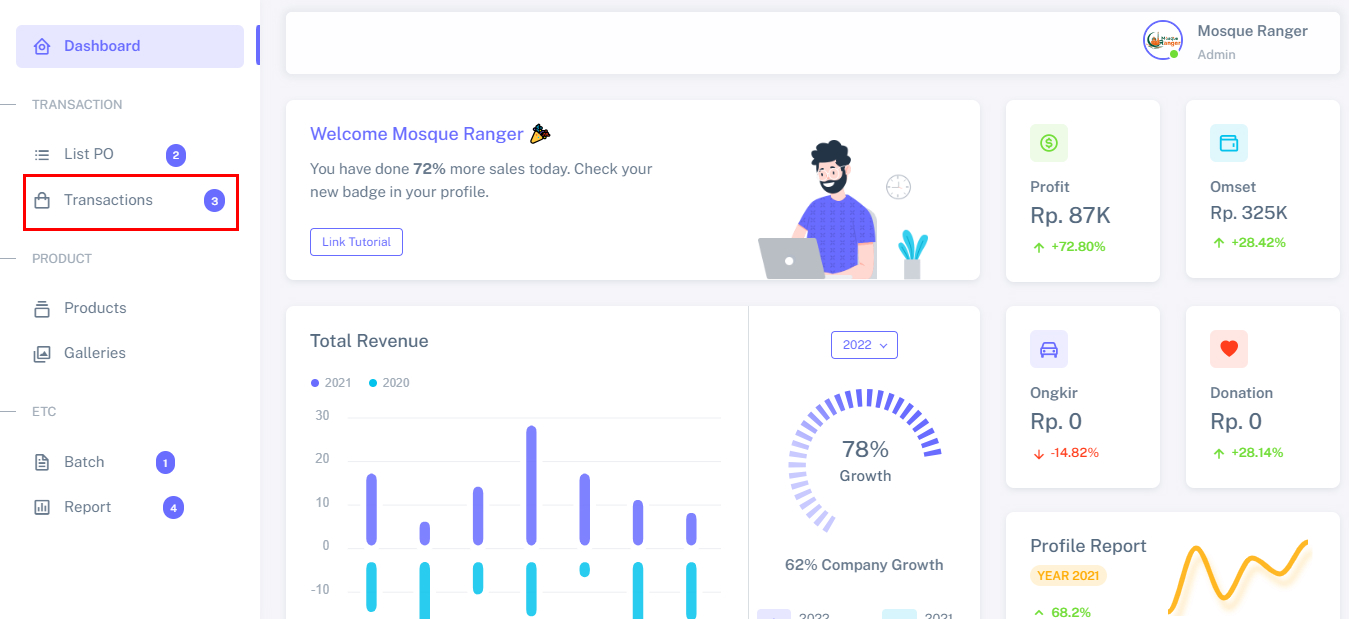 Dashboard
TRANSACTION
List PO 2
Transactions 3
PRODUCT
Products
Galleries
ETC
Batch 1
Report 4
Mosque Ranger
Admin
Mosque
Ranger
Welcome Mosque Ranger
You have done 72% more sales today. Check your
new badge in your profile.
Link Tutorial
Profit
Rp. 87K
+72.80%
Omset
Rp. 325K
+28.42%
Total Revenue
2021 2020
30
20
10
0
-10
2022
78%
Growth
62% Company Growth
2022 2021
Ongkir
Rp. 0
-14.82%
Donation
Rp. 0
+28.14%
Profile Report
YEAR 2021
68.2%